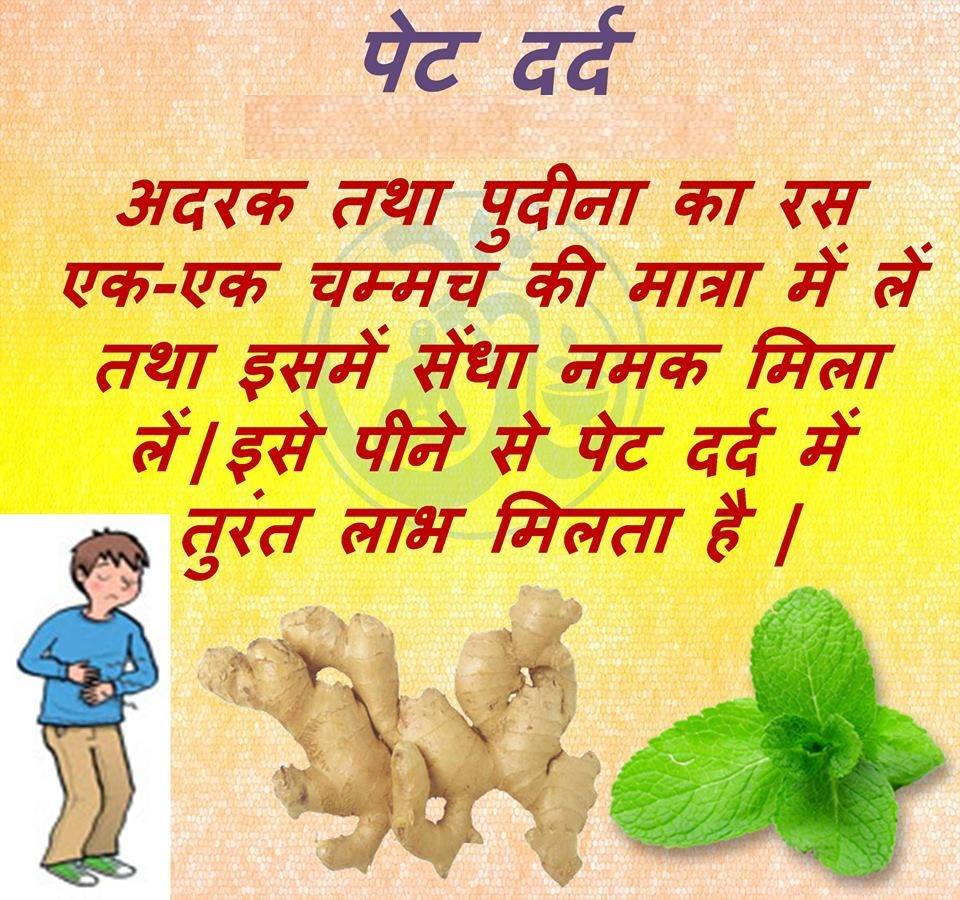 पेट दर्द
अदरक तथा पुदीना का रस
एक-एक चम्मच की मात्रा में लें
तथा इसमें सेंधा नमक मिला
लें|इसे पीने से पेट दर्द में
तुरंत लाभ मिलता है |